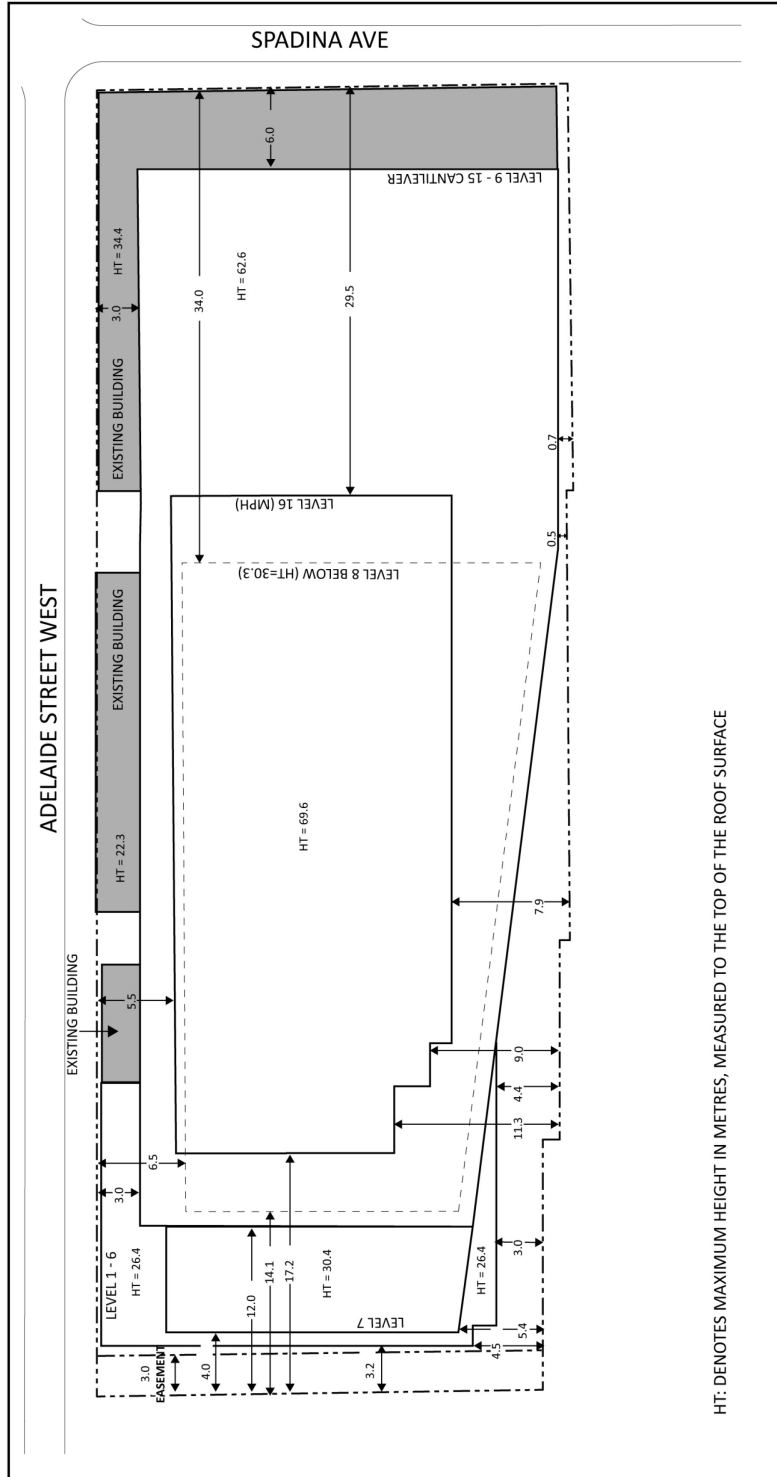 SPADINA AVE
ADELAIDE STREET WEST
6.0
LEVEL 9 - 15 CANTILEVER
HT = 34.4
3.0
34.0
HT = 62.6
29.5
EXISTING BUILDING
0.7
LEVEL 16 (MPH)
0.5
LEVEL 8 BELOW (HT=30.3)
EXISTING BUILDING
HT = 22.3
HT = 69.6
7.9
EXISTING BUILDING
5.5
9.0
4.4
11.3
6.5
3.0
LEVEL 1 - 6
HT = 26.4
12.0
14.1
17.2
HT = 30.4
HT = 26.4
3.0
LEVEL 7
5.4
4.5
3.0
EASEMENT
4.0
3.2
HT: DENOTES MAXIMUM HEIGHT IN METRES, MEASURED TO THE TOP OF THE ROOF SURFACE